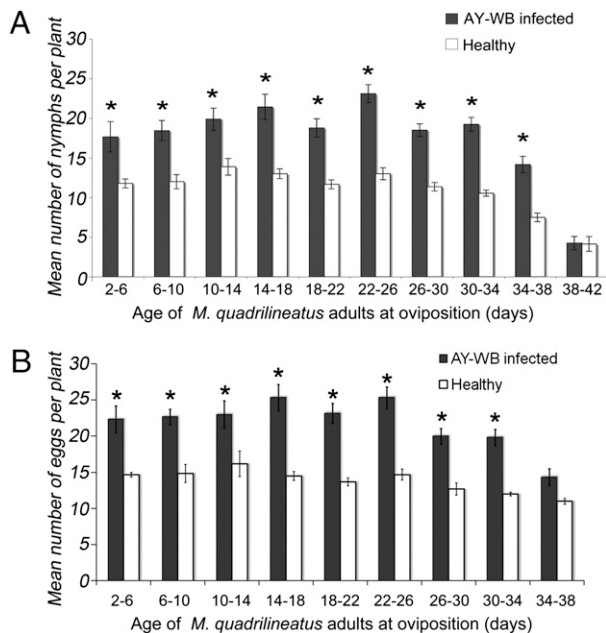 A
AY-WB infected
Healthy
Mean number of nymphs per plant
30
25
20
15
10
5
0
* * * * * * * * *
2-6 6-10 10-14 14-18 18-22 22-26 26-30 30-34 34-38 38-42
Age of M. quadrilineatus adults at oviposition (days)
B
AY-WB infected
Healthy
Mean number of eggs per plant
30
25
20
15
10
5
0
* * * * * * * *
2-6 6-10 10-14 14-18 18-22 22-26 26-30 30-34 34-38
Age of M. quadrilineatus adults at oviposition (days)